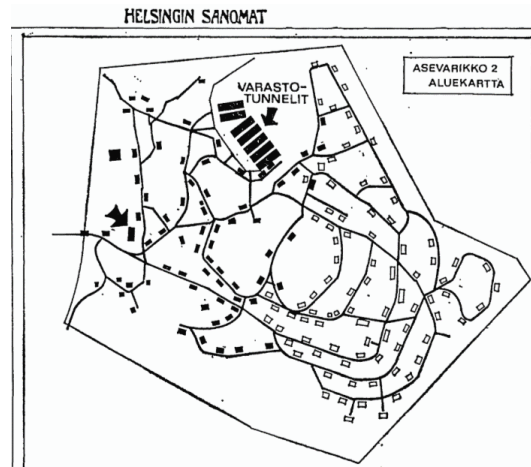 HELSINGIN SANOMAT
ASEVARIKKO 2
ALUEKARTTA
VARASTO-
TUNNELIT